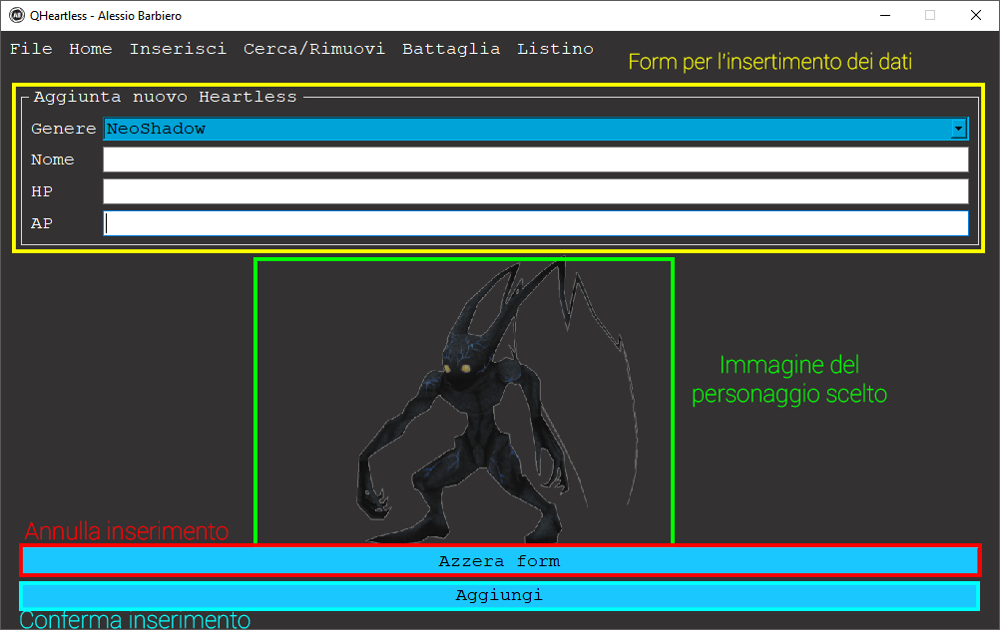 QHeartless - Alessio Barbiero
File Home Inserisci Cerca/Rimuovi Battaglia Listino
Form per l'insertimento dei dati
Aggiunta nuovo Heartless
Genere NeoShadow
Nome
HP
AP
Immagine del
personaggio scelto
Annulla inserimento
Azzera form
Aggiungi
Conferma inserimento